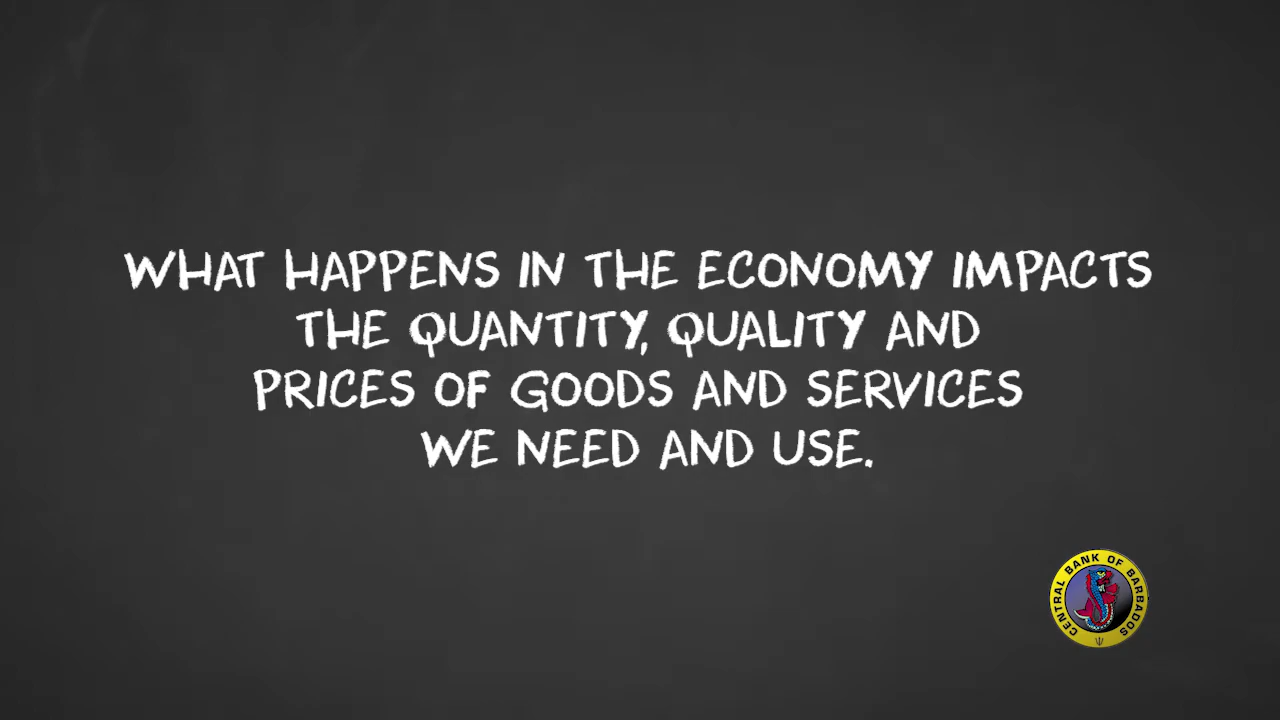 WHAT HAPPENS IN THE ECONOMY IMPACTS
THE QUANTITY, QUALITY AND
PRICES OF GOODS AND SERVICES
WE NEED AND USE.
CENTRAL BANK OF BARBADOS